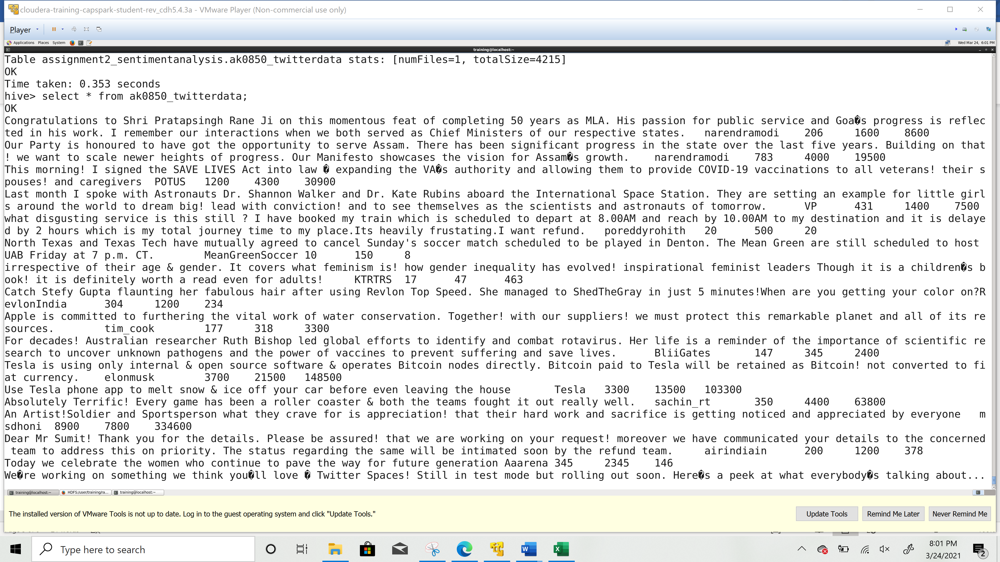 cloudera-training-capspark-student-rev_cdh5.4.3a - VMware Player (Non-commercial use only)
Player
Applications Places System
Wed Mar 24, 6:01 PM
training@localhost:~
Table assignment2_sentimentanalysis.ak0850_twitterdata stats: [numFiles=1, totalSize=4215]
OK
Time taken: 0.353 seconds
hive> select * from ak0850_twitterdata;
OK
Congratulations to Shri Pratapsingh Rane Ji on this momentous feat of completing 50 years as MLA. His passion for public service and Goa�s progress is reflec
ted in his work. I remember our interactions when we both served as Chief Ministers of our respective states. narendramodi 206 1600 8600
Our Party is honoured to have got the opportunity to serve Assam. There has been significant progress in the state over the last five years. Building on that
! we want to scale newer heights of progress. Our Manifesto showcases the vision for Assam�s growth. narendramodi 783 4000 19500
This morning! I signed the SAVE LIVES Act into law � expanding the VA�s authority and allowing them to provide COVID-19 vaccinations to all veterans! their s
pouses! and caregivers POTUS 1200 4300 30900
Last month I spoke with Astronauts Dr. Shannon Walker and Dr. Kate Rubins aboard the International Space Station. They are setting an example for little girl
s around the world to dream big! lead with conviction! and to see themselves as the scientists and astronauts of tomorrow. VP 431 1400 7500
what disgusting service is this still ? I have booked my train which is scheduled to depart at 8.00AM and reach by 10.00AM to my destination and it is delaye
d by 2 hours which is my total journey time to my place.Its heavily frustating.I want refund. poreddyrohith 20 500 20
North Texas and Texas Tech have mutually agreed to cancel Sunday's soccer match scheduled to be played in Denton. The Mean Green are still scheduled to host
UAB Friday at 7 p.m. CT. MeanGreenSoccer 10 150 8
irrespective of their age & gender. It covers what feminism is! how gender inequality has evolved! inspirational feminist leaders Though it is a children�s b
ook! it is definitely worth a read even for adults! KTRTRS 17 47 463
Catch Stefy Gupta flaunting her fabulous hair after using Revlon Top Speed. She managed to ShedTheGray in just 5 minutes!When are you getting your color on?R
evlonIndia 304 1200 234
Apple is committed to furthering the vital work of water conservation. Together! with our suppliers! we must protect this remarkable planet and all of its re
sources. tim_cook 177 318 3300
For decades! Australian researcher Ruth Bishop led global efforts to identify and combat rotavirus. Her life is a reminder of the importance of scientific re
search to uncover unknown pathogens and the power of vaccines to prevent suffering and save lives. BliiGates 147 345 2400
Tesla is using only internal & open source software & operates Bitcoin nodes directly. Bitcoin paid to Tesla will be retained as Bitcoin! not converted to fi
at currency. elonmusk 3700 21500 148500
Use Tesla phone app to melt snow & ice off your car before even leaving the house Tesla 3300 13500 103300
Absolutely Terrific! Every game has been a roller coaster & both the teams fought it out really well. sachin_rt 350 4400 63800
An Artist!Soldier and Sportsperson what they crave for is appreciation! that their hard work and sacrifice is getting noticed and appreciated by everyone m
sdhoni 8900 7800 334600
Dear Mr Sumit! Thank you for the details. Please be assured! that we are working on your request! moreover we have communicated your details to the concerned
team to address this on priority. The status regarding the same will be intimated soon by the refund team. airindiain 200 1200 378
Today we celebrate the women who continue to pave the way for future generation Aaarena 345 2345 146
We�re working on something we think you�ll love � Twitter Spaces! Still in test mode but rolling out soon. Here�s a peek at what everybody�s talking about...
training@localhost:~ HDFS:/user/training/ra... training@localhost:~
The installed version of VMware Tools is not up to date. Log in to the guest operating system and click "Update Tools." Update Tools Remind Me Later Never Remind Me
Type here to search
8:01 PM
3/24/2021
2